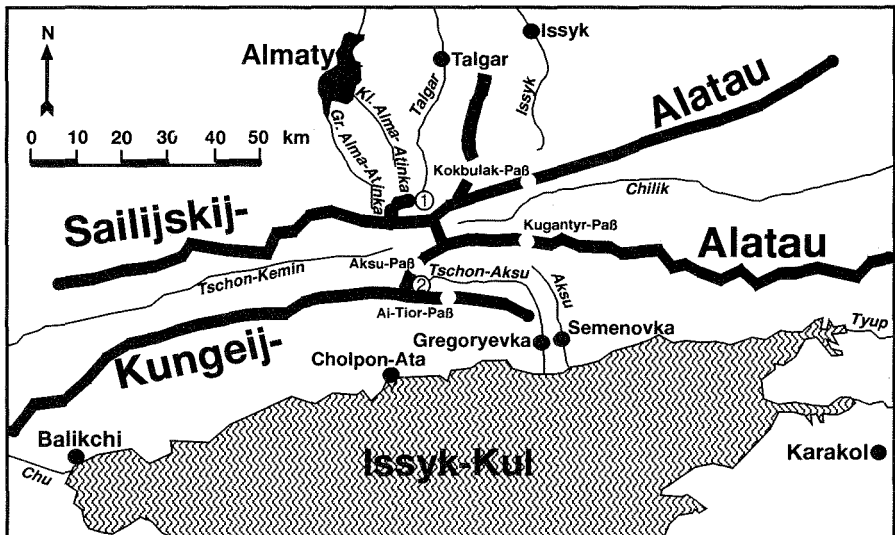 N
Issyk
Almaty
Talgar
0 10 20 30 40 50 km
Gr. Alma-Atinka
Kl. Alma-Atinka
Talgar
Issyk
Alatau
Kokbulak-Paß
1
Chilik
Sailijskij-
Kugantyr-Paß
Alatau
Tschon-Kemin
Aksu-Paß
Tschon-Aksu
2
Aksu
Ai-Tior-Paß
Kungeij-
Gregoryevka
Semenovka
Tyup
Cholpon-Ata
Balikchi
Issyk-Kul
Karakol
Chu